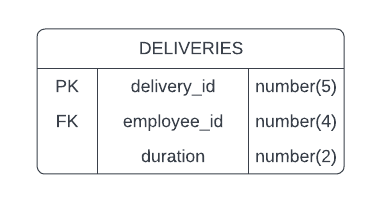 DELIVERIES
PK delivery_id number(5)
FK employee_id number(4)
duration number(2)